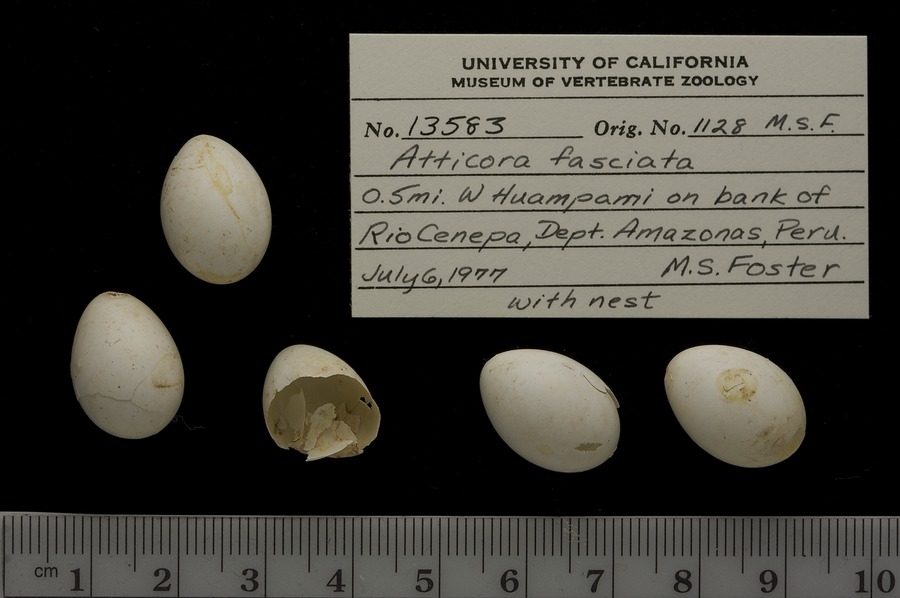 UNIVERSITY OF CALIFORNIA
MUSEUM OF VERTEBRATE ZOOLOGY
No. 13583 Orig. No. 1128 M.S.F.
Atticora fasciata
0.5mi. W Huampami on bank of
Rio Cenepa, Dept. Amazonas, Peru.
July 6, 1977 M.S. Foster
with nest
cm 1 2 3 4 5 6 7 8 9 10